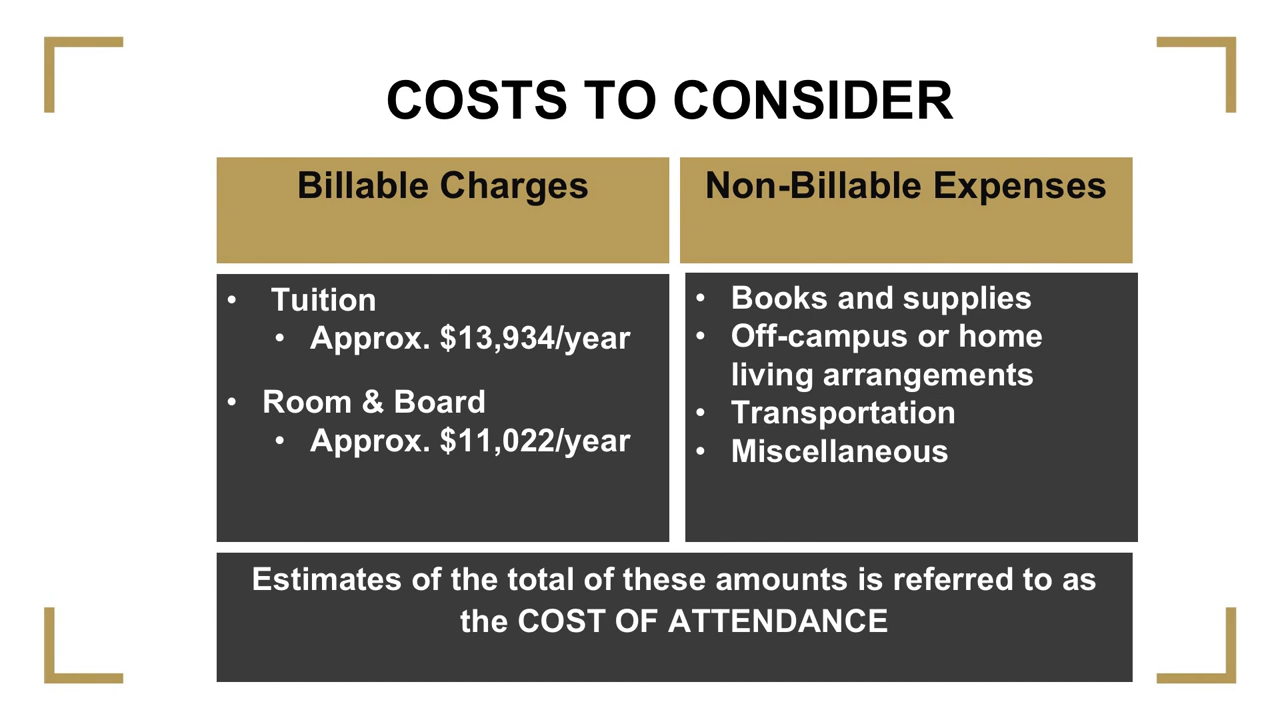 COSTS TO CONSIDER
Billable Charges
Non-Billable Expenses
• Tuition
• Approx. $13,934/year
• Room & Board
• Approx. $11,022/year
• Books and supplies
• Off-campus or home
living arrangements
• Transportation
• Miscellaneous
Estimates of the total of these amounts is referred to as
the COST OF ATTENDANCE